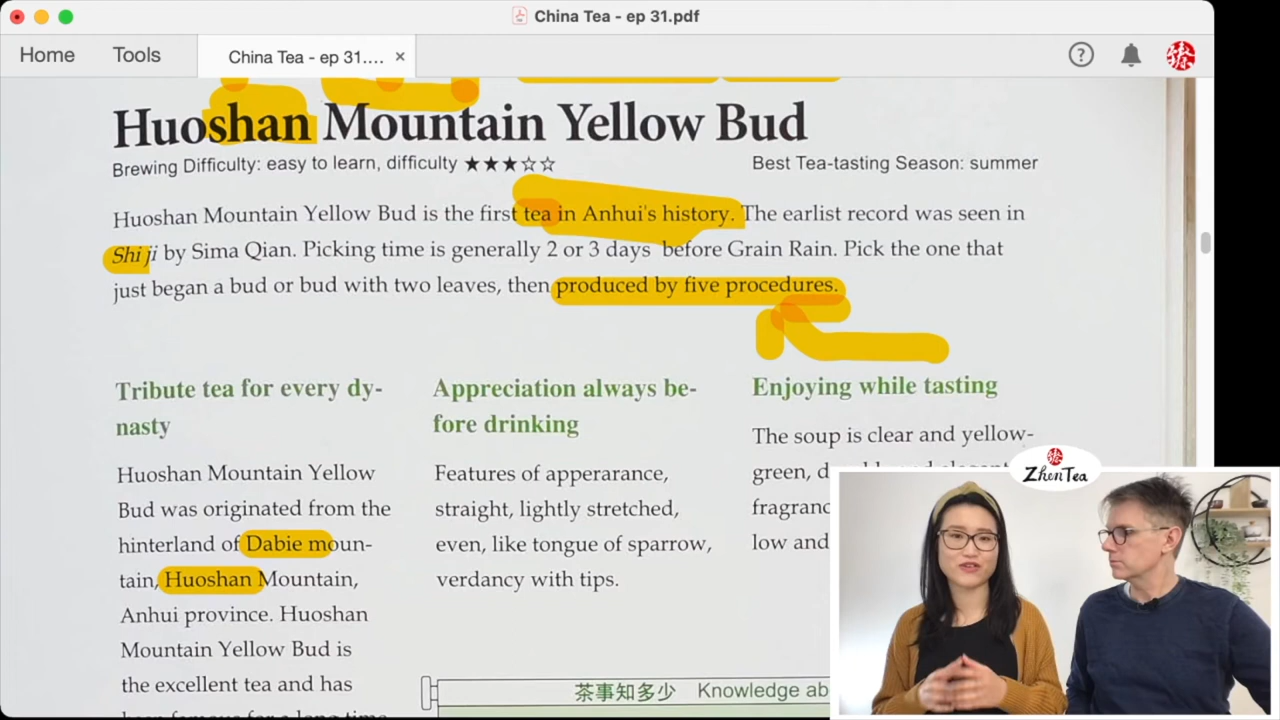 China Tea - ep 31.pdf
Home
Tools
China Tea - ep 31....
Huoshan Mountain Yellow Bud
Brewing Difficulty: easy to learn, difficulty ★★★☆☆
Best Tea-tasting Season: summer
Huoshan Mountain Yellow Bud is the first tea in Anhui's history. The earlist record was seen in
Shi ji by Sima Qian. Picking time is generally 2 or 3 days before Grain Rain. Pick the one that
just began a bud or bud with two leaves, then produced by five procedures.
Tribute tea for every dy-
nasty
Huoshan Mountain Yellow
Bud was originated from the
hinterland of Dabie moun-
tain, Huoshan Mountain,
Anhui province. Huoshan
Mountain Yellow Bud is
the excellent tea and has
Appreciation always be-
fore drinking
Features of apperarance,
straight, lightly stretched,
even, like tongue of sparrow,
verdancy with tips.
Enjoying while tasting
The soup is clear and yellow-
green,
low and
茶事知多少 Knowledge
ZhenTea